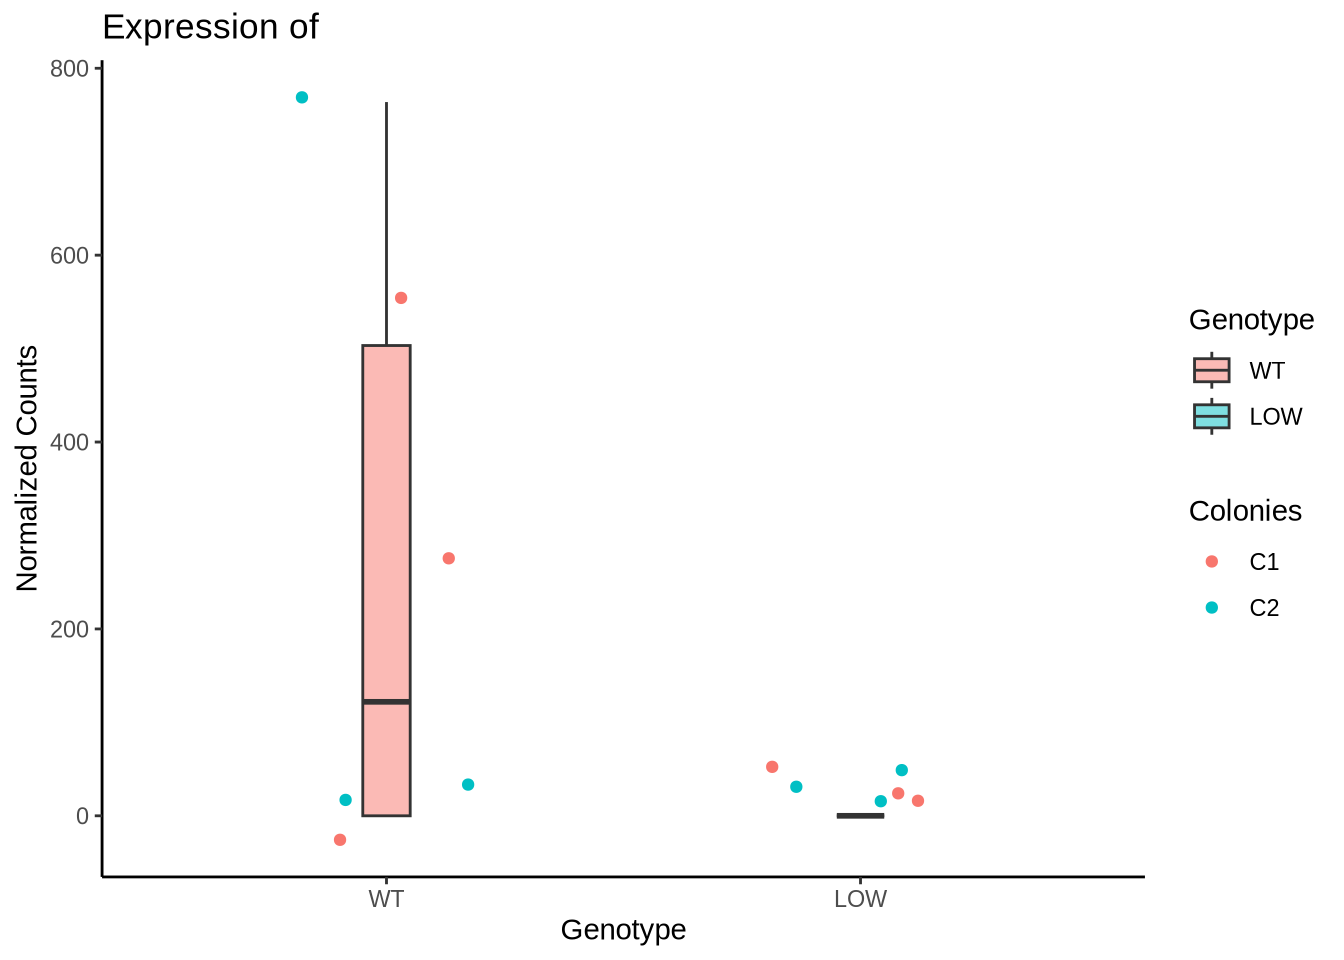 Expression of
Normalized Counts
800
600
400
200
0
WT
LOW
Genotype
Genotype
WT
LOW
Colonies
C1
C2